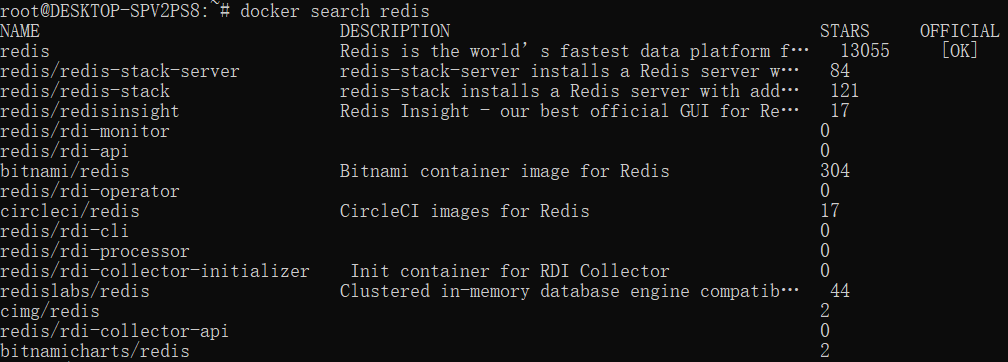 root@DESKTOP-SPV2PS8:~# docker search redis
NAME DESCRIPTION STARS OFFICIAL
redis Redis is the world’s fastest data platform f… 13055 [OK]
redis/redis-stack-server redis-stack-server installs a Redis server w… 84
redis/redis-stack redis-stack installs a Redis server with add… 121
redis/redisinsight Redis Insight - our best official GUI for Re… 17
redis/rdi-monitor 0
redis/rdi-api 0
bitnami/redis Bitnami container image for Redis 304
redis/rdi-operator 0
circleci/redis CircleCI images for Redis 17
redis/rdi-cli 0
redis/rdi-processor 0
redis/rdi-collector-initializer Init container for RDI Collector 0
redislabs/redis Clustered in-memory database engine compatib… 44
cimg/redis 2
redis/rdi-collector-api 0
bitnamicharts/redis 2